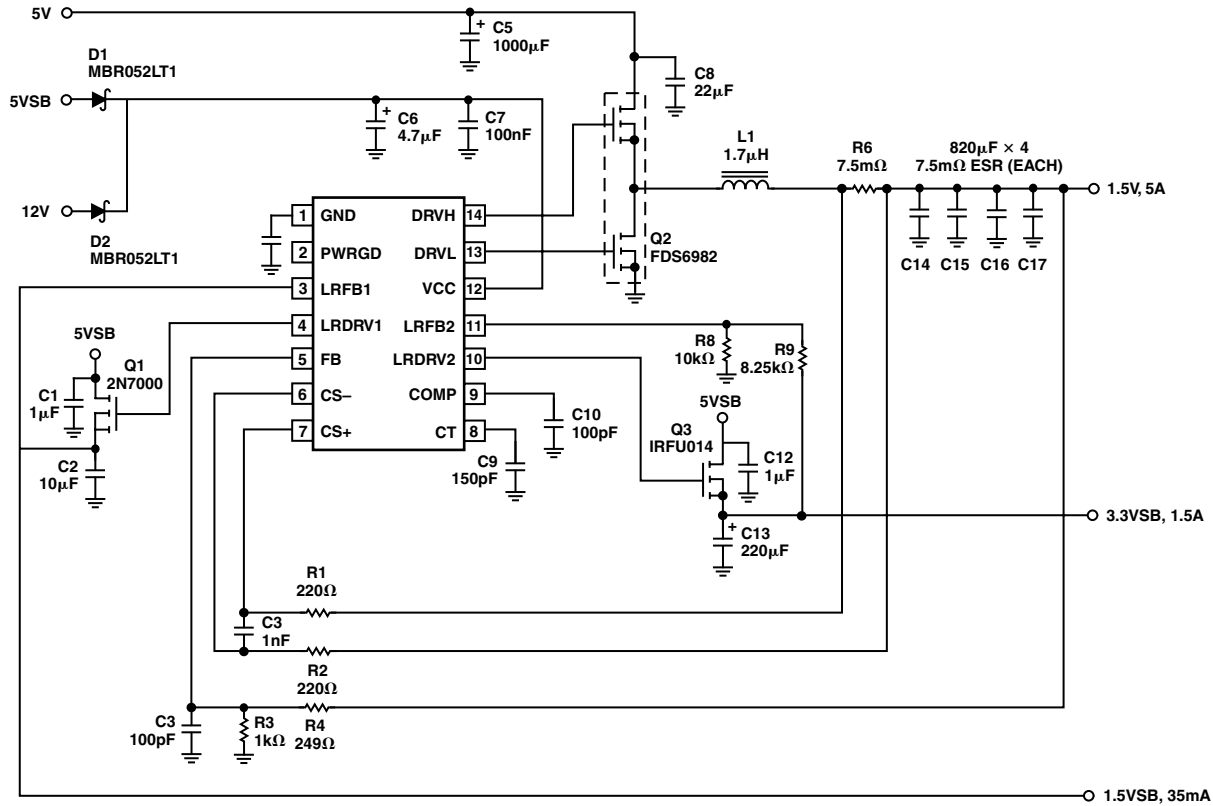 5V
+
C5
1000μF
D1
MBR052LT1
C8
22μF
5VSB
+
C6
4.7μF
C7
100nF
L1
1.7μH
R6
7.5mΩ
820μF × 4
7.5mΩ ESR (EACH)
1.5V, 5A
12V
D2
MBR052LT1
1 GND
DRVH 14
2 PWRGD
DRVL 13
Q2
FDS6982
C14 C15 C16 C17
3 LRFB1
VCC 12
4 LRDRV1
LRFB2 11
5 FB
LRDRV2 10
6 CS–
COMP 9
7 CS+
CT 8
R8
10kΩ
R9
8.25kΩ
5VSB
Q1
2N7000
C1
1μF
C2
10μF
C10
100pF
C9
150pF
5VSB
Q3
IRFU014
C12
1μF
3.3VSB, 1.5A
+
C13
220μF
R1
220Ω
C3
1nF
R2
220Ω
C3
100pF
R3
1kΩ
R4
249Ω
1.5VSB, 35mA